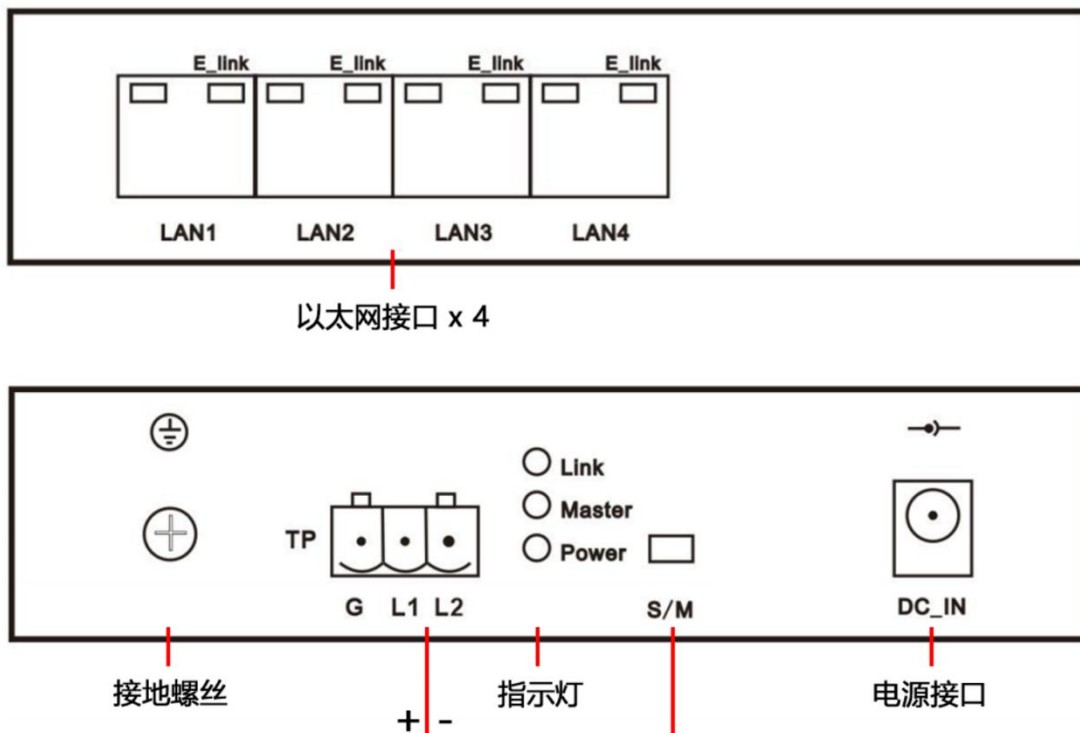 E_link E_link E_link E_link
LAN1 LAN2 LAN3 LAN4
以太网接口 x 4
Link
Master
TP
Power
G L1 L2
S/M
DC_IN
接地螺丝 指示灯 电源接口
+ -